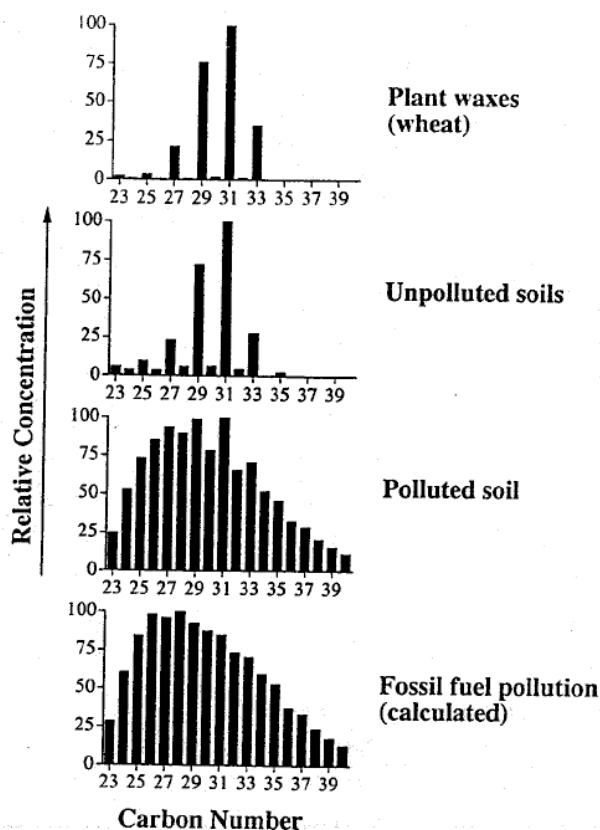 100
75
50
25
0
23 25 27 29 31 33 35 37 39
Plant waxes
(wheat)
100
75
50
25
0
23 25 27 29 31 33 35 37 39
Unpolluted soils
Relative Concentration
100
75
50
25
0
23 25 27 29 31 33 35 37 39
Polluted soil
100
75
50
25
0
23 25 27 29 31 33 35 37 39
Fossil fuel pollution
(calculated)
Carbon Number